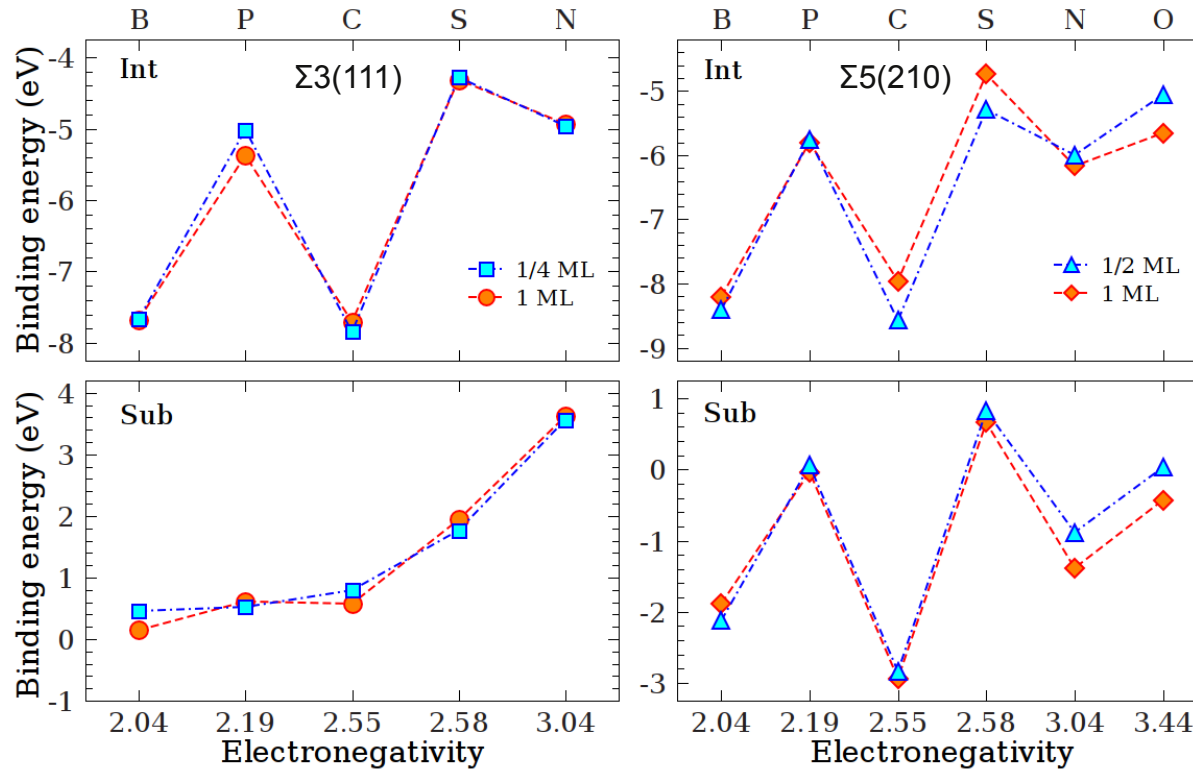 B P C S N
B P C S N O
Int
Σ3(111)
-4
-5
-6
-7
-8
Binding energy (eV)
1/4 ML
1 ML
Int
Σ5(210)
-5
-6
-7
-8
-9
1/2 ML
1 ML
Sub
4
3
2
1
0
-1
Binding energy (eV)
2.04 2.19 2.55 2.58 3.04
Electronegativity
Sub
1
0
-1
-2
-3
2.04 2.19 2.55 2.58 3.04 3.44
Electronegativity